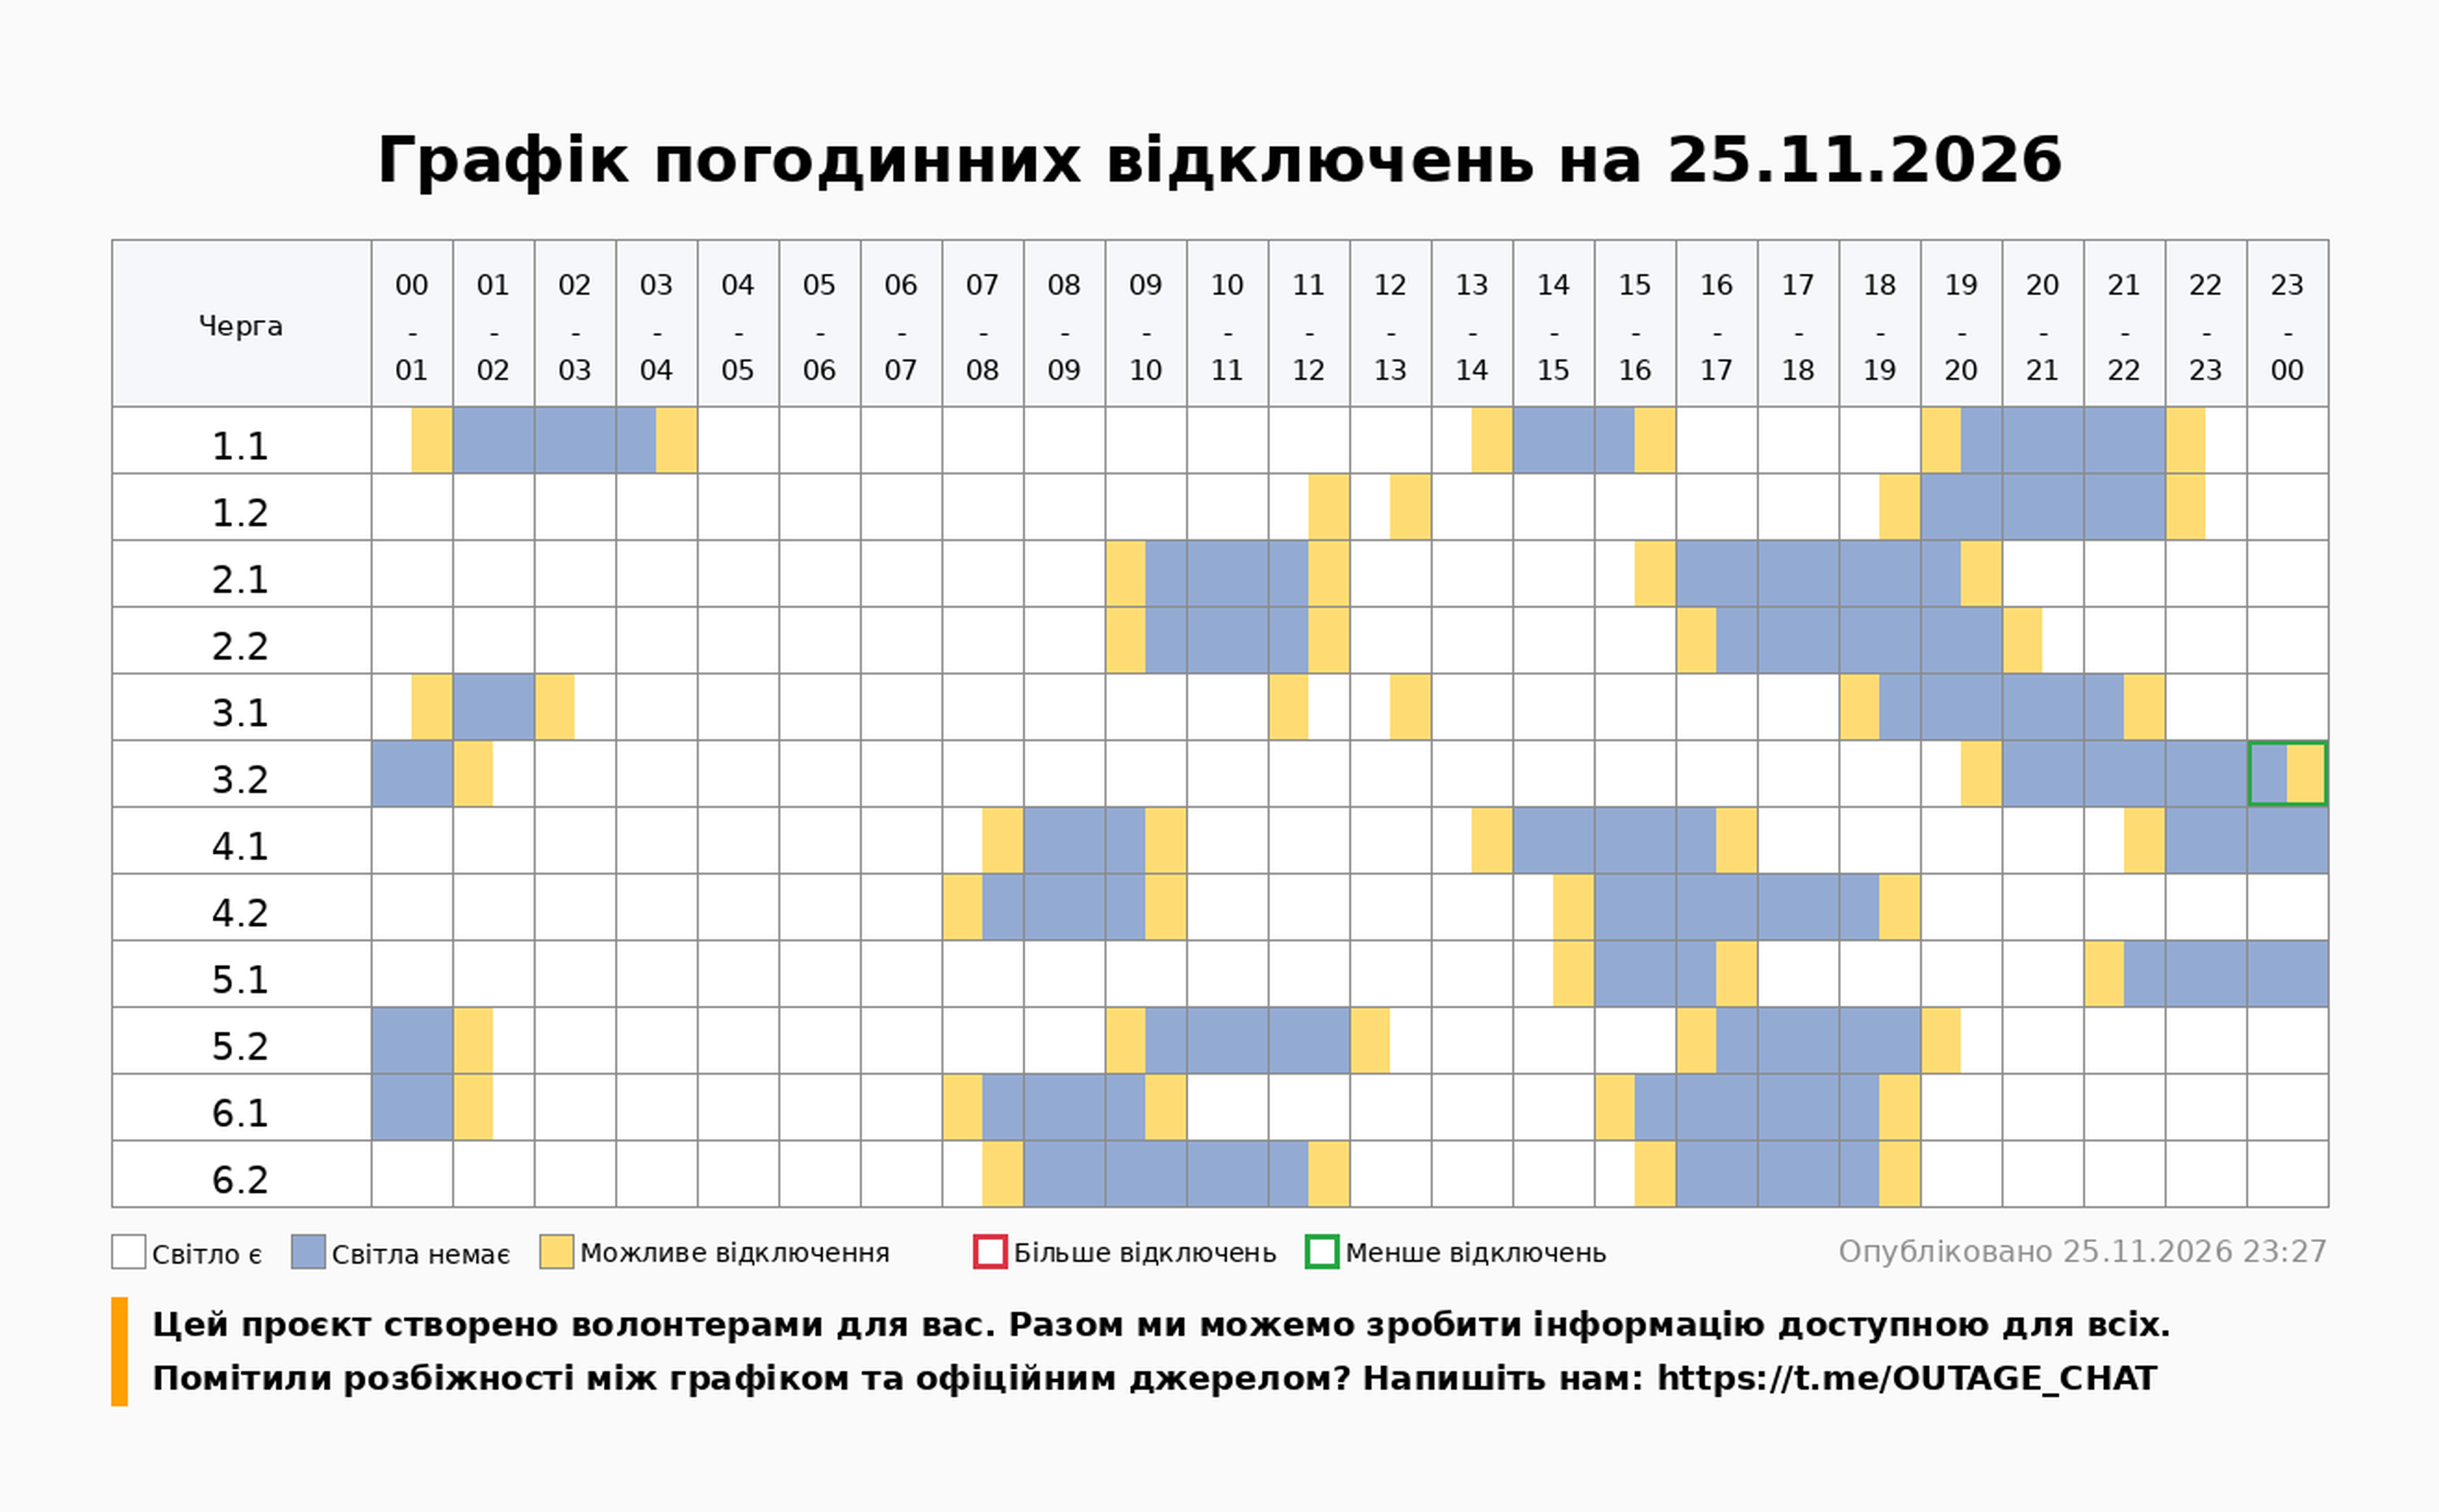 Графік погодинних відключень на 25.11.2026
Черга 00 - 01 01 - 02 02 - 03 03 - 04 04 - 05 05 - 06 06 - 07 07 - 08 08 - 09 09 - 10 10 - 11 11 - 12 12 - 13 13 - 14 14 - 15 15 - 16 16 - 17 17 - 18 18 - 19 19 - 20 20 - 21 21 - 22 22 - 23 23 - 00
1.1
1.2
2.1
2.2
3.1
3.2
4.1
4.2
5.1
5.2
6.1
6.2
Світло є Світла немає Можливе відключення Більше відключень Менше відключень Опубліковано 25.11.2026 23:27
Цей проєкт створено волонтерами для вас. Разом ми можемо зробити інформацію доступною для всіх.
Помітили розбіжності між графіком та офіційним джерелом? Напишіть нам: https://t.me/OUTAGE_CHAT